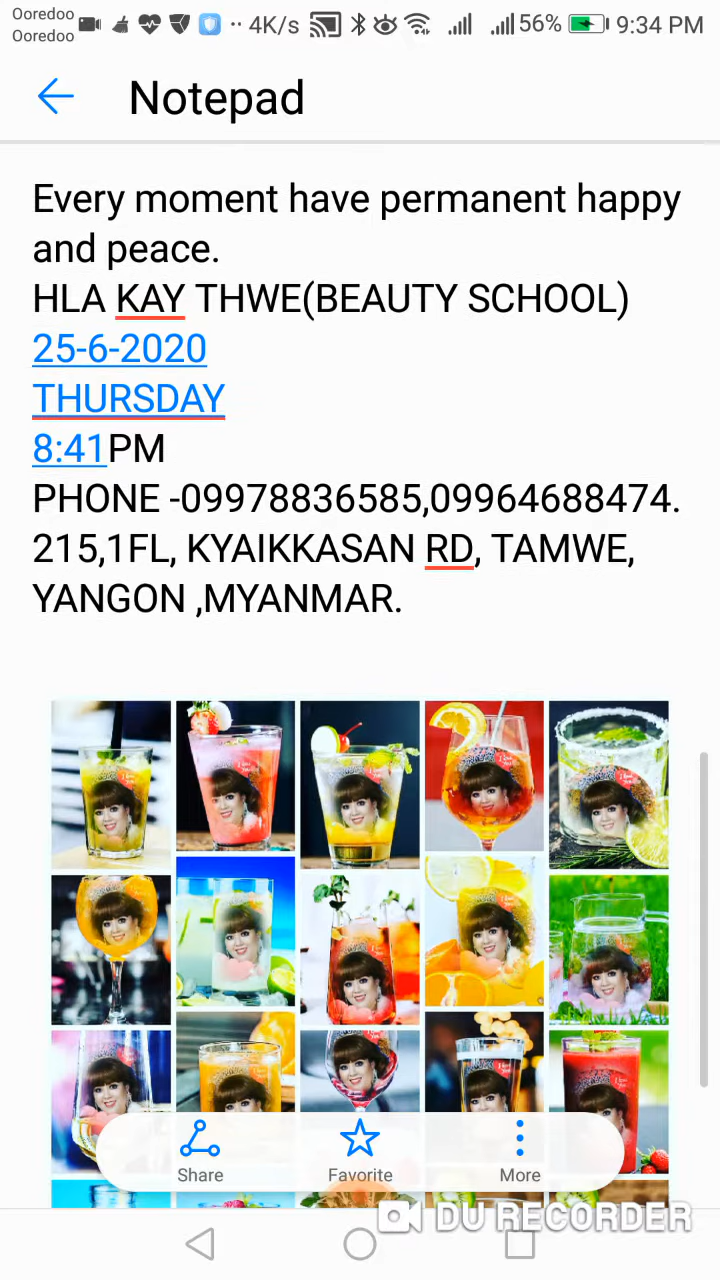 Ooredoo
Ooredoo
4K/s
56%
9:34 PM
Notepad
Every moment have permanent happy
and peace.
HLA KAY THWE(BEAUTY SCHOOL)
25-6-2020
THURSDAY
8:41PM
PHONE -09978836585,09964688474.
215,1FL, KYAIKKASAN RD, TAMWE,
YANGON ,MYANMAR.
Share
Favorite
More
DU RECORDER